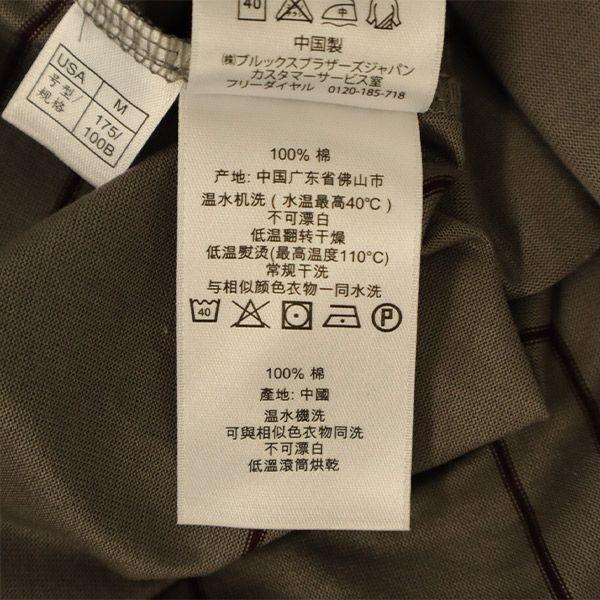 40 中
中国製
㈱ブルックスブラザーズジャパン
カスタマーサービス室
フリーダイヤル 0120-185-718
USA M
号型/ 175/
规格 100B
100% 棉
产地: 中国广东省佛山市
温水机洗 ( 水温最高40℃ )
不可漂白
低温翻转干燥
低温熨烫(最高温度110°C)
常规干洗
与相似颜色衣物一同水洗
40 P
100% 棉
產地: 中國
温水機洗
可與相似色衣物同洗
不可漂白
低溫滾筒烘乾